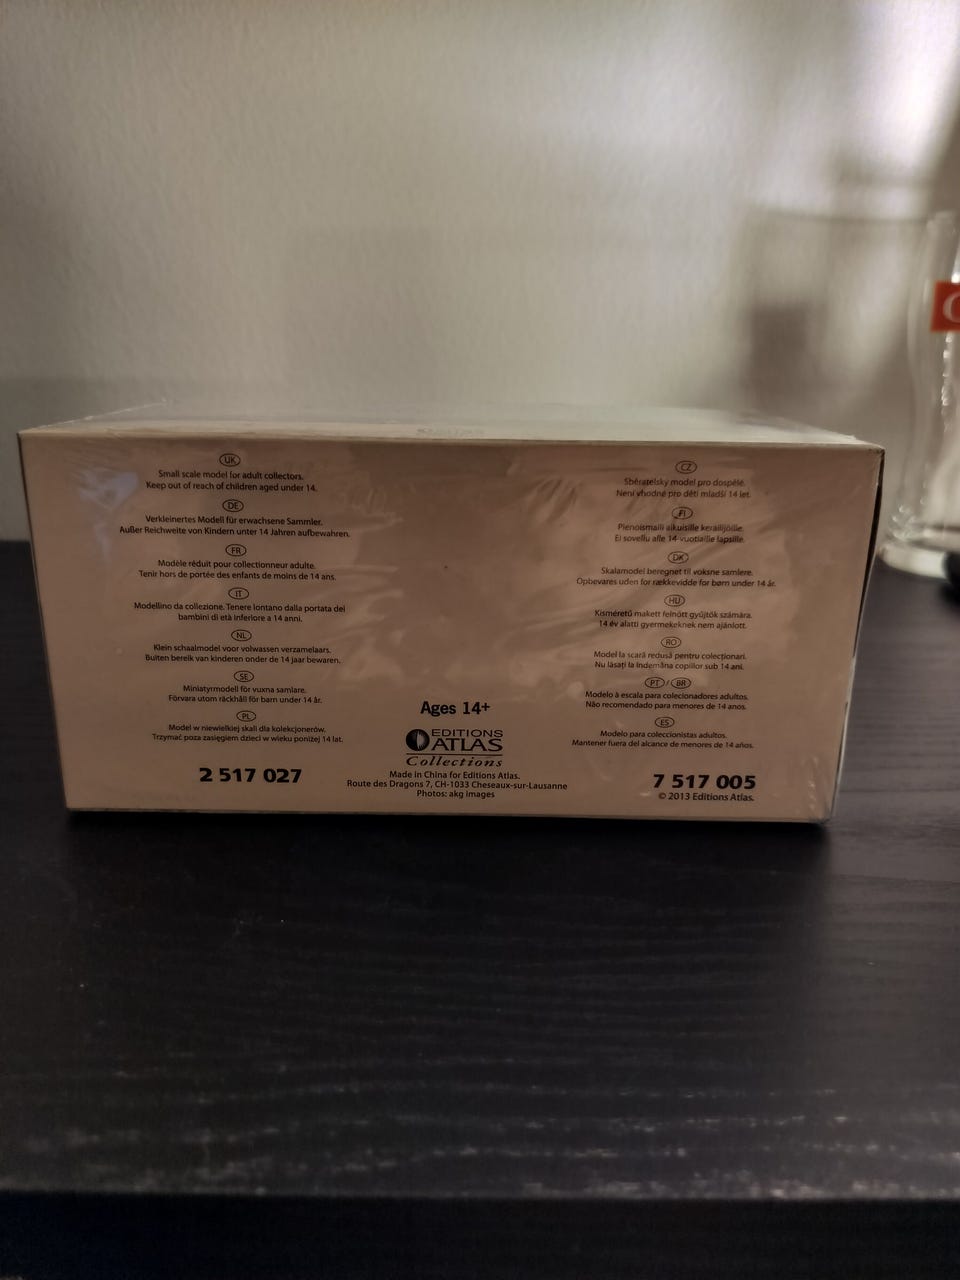 UK
Small scale model for adult collectors.
Keep out of reach of children aged under 14.
DE
Verkleinertes Modell für erwachsene Sammler.
Außer Reichweite von Kindern unter 14 Jahren aufbewahren.
FR
Modèle réduit pour collectionneur adulte.
Tenir hors de portée des enfants de moins de 14 ans.
IT
Modellino da collezione. Tenere lontano dalla portata dei
bambini di età inferiore a 14 anni.
NL
Klein schaalmodel voor volwassen verzamelaars.
Buiten bereik van kinderen onder de 14 jaar bewaren.
SE
Miniatyrmodell för vuxna samlare.
Förvara utom räckhåll för barn under 14 år.
PL
Model w niewielkiej skali dla kolekcjonerów.
Trzymać poza zasięgiem dzieci w wieku poniżej 14 lat.
2 517 027
Ages 14+
EDITIONS
ATLAS
Collections
Made in China for Editions Atlas.
Route des Dragons 7, CH-1033 Cheseaux-sur-Lausanne
Photos: akg images
CZ
Sběratelský model pro dospělé.
Není vhodné pro děti mladší 14 let.
FI
Pienoismalli aikuisille keräilijöille.
Ei sovellu alle 14-vuotiaille lapsille.
DK
Skalamodel beregnet til voksne samlere.
Opbevares uden for rækkevidde for børn under 14 år.
HU
Kisméretű makett felnőtt gyűjtők számára.
14 év alatti gyermekeknek nem ajánlott.
RO
Model la scară redusă pentru colecționari.
Nu lăsați la îndemâna copiilor sub 14 ani.
PT / BR
Modelo à escala para colecionadores adultos.
Não recomendado para menores de 14 anos.
ES
Modelo para coleccionistas adultos.
Mantener fuera del alcance de menores de 14 años.
7 517 005
© 2013 Editions Atlas.